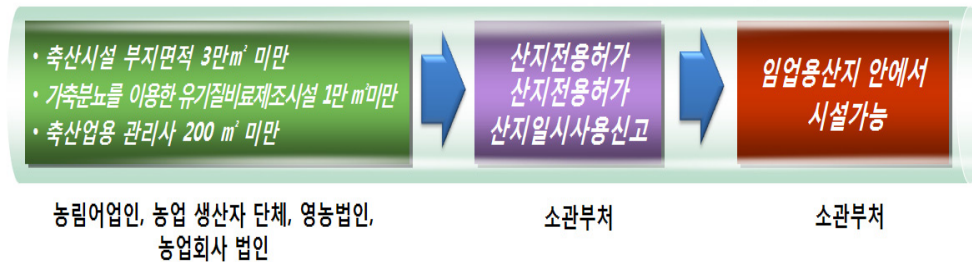 • 축산시설 부지면적 3만㎡ 미만
• 가축분뇨를 이용한 유기질비료제조시설 1만 ㎡미만
• 축산업용 관리사 200 ㎡ 미만
산지전용허가
산지전용허가
산지일시사용신고
임업용산지 안에서
시설가능
농림어업인, 농업 생산자 단체, 영농법인,
농업회사 법인
소관부처
소관부처